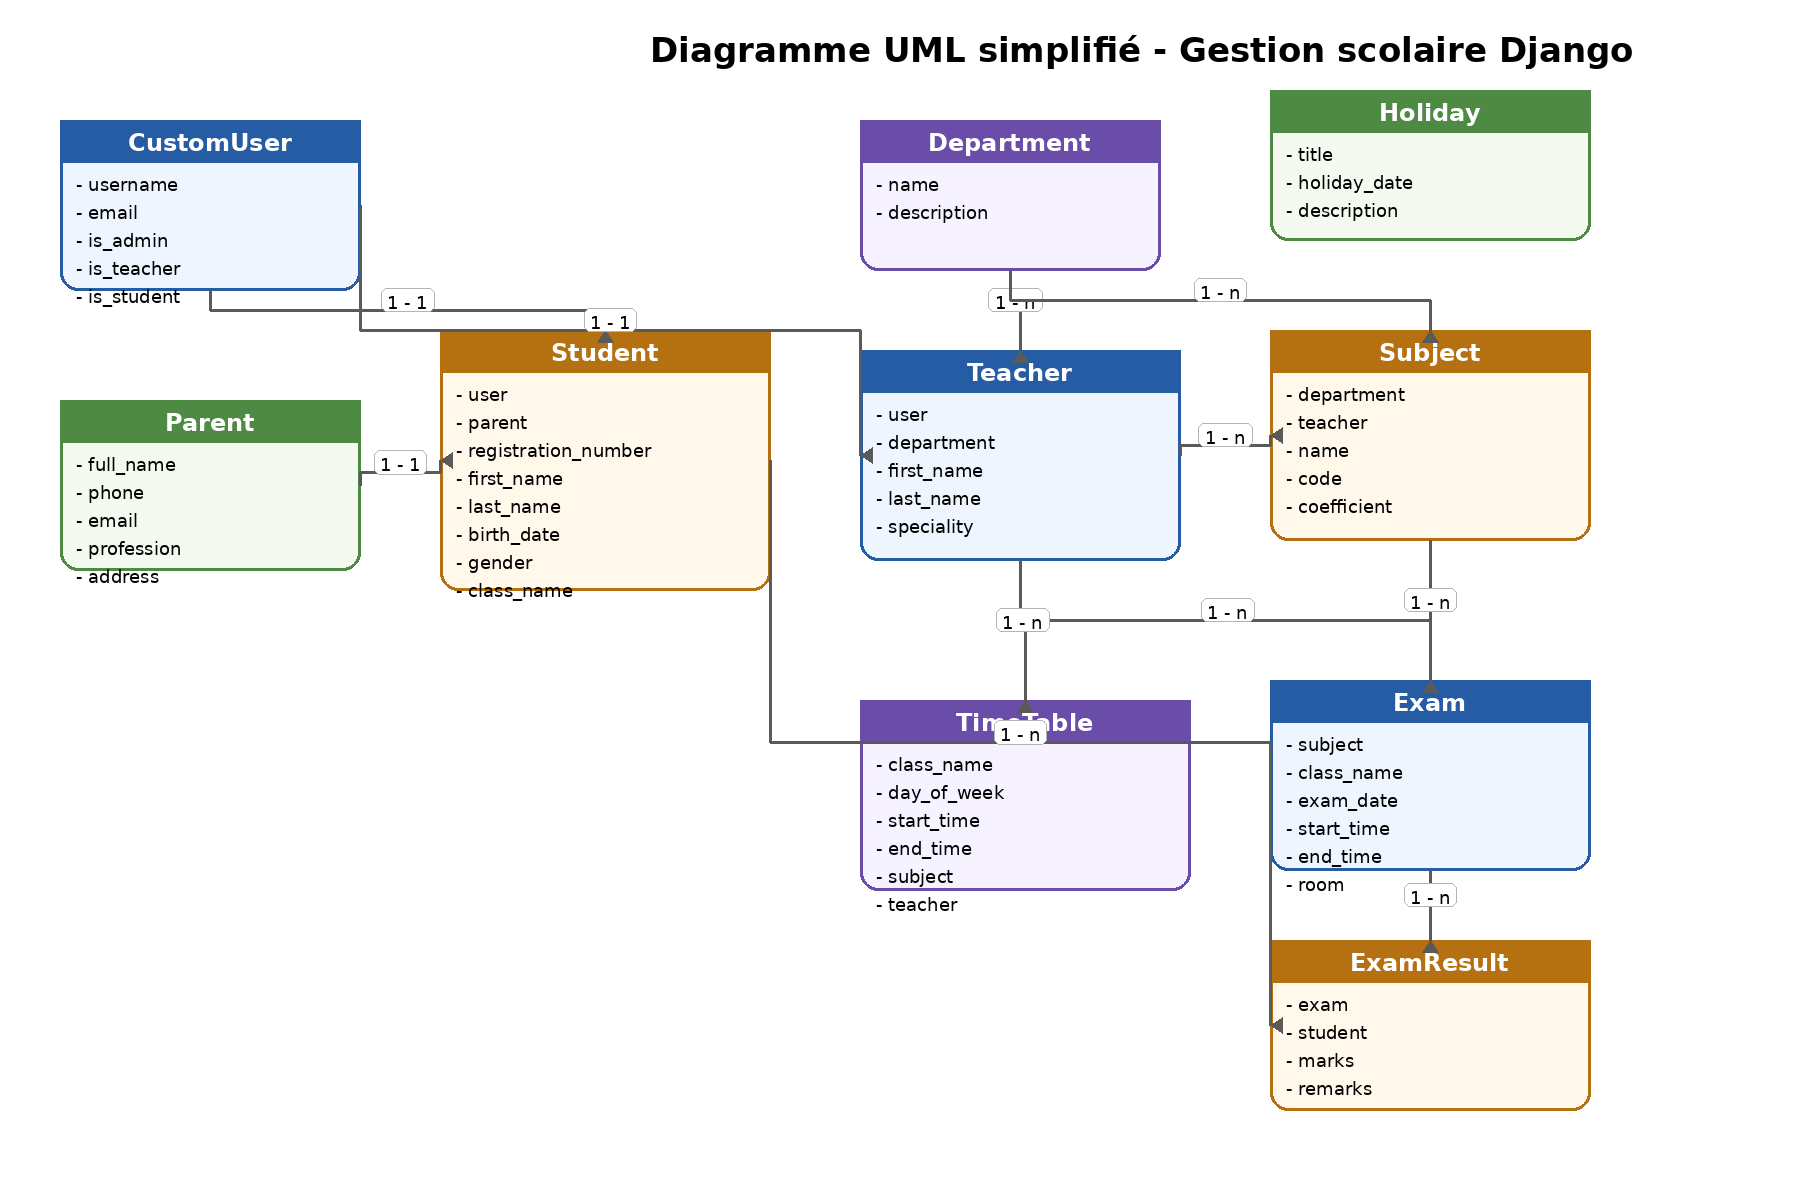 Diagramme UML simplifié - Gestion scolaire Django
CustomUser
- username
- email
- is_admin
- is_teacher
- is_student
Department
- name
- description
Holiday
- title
- holiday_date
- description
1 - 1
1 - 1
1 - n
1 - n
Parent
- full_name
- phone
- email
- profession
- address
1 - 1
Student
- user
- parent
- registration_number
- first_name
- last_name
- birth_date
- gender
- class_name
Teacher
- user
- department
- first_name
- last_name
- speciality
1 - n
Subject
- department
- teacher
- name
- code
- coefficient
1 - n
1 - n
1 - n
TimeTable
1 - n
- class_name
- day_of_week
- start_time
- end_time
- subject
- teacher
Exam
- subject
- class_name
- exam_date
- start_time
- end_time
- room
1 - n
ExamResult
- exam
- student
- marks
- remarks